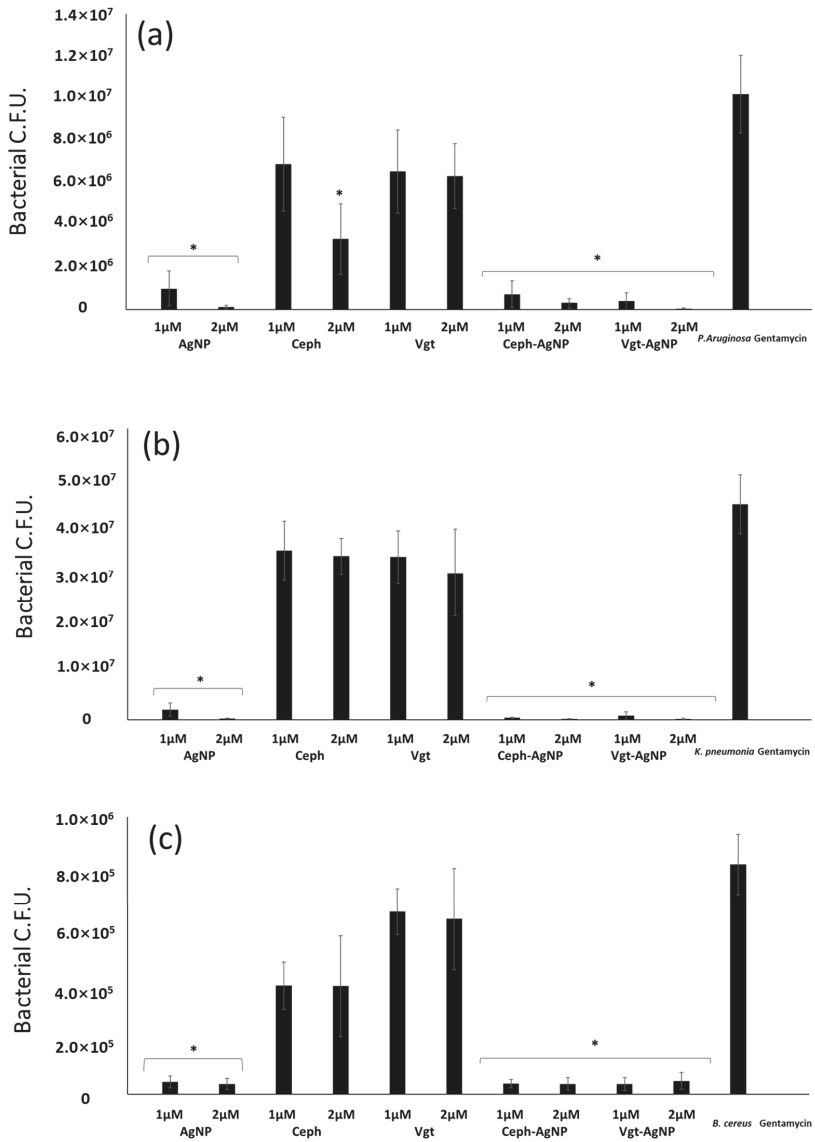 (a)
Bacterial C.F.U.
1.4×10⁷
1.2×10⁷
1.0×10⁷
8.0×10⁶
6.0×10⁶
4.0×10⁶
2.0×10⁶
0
*
*
*
1µM 2µM 1µM 2µM 1µM 2µM 1µM 2µM 1µM 2µM
AgNP Ceph Vgt Ceph-AgNP Vgt-AgNP P.Aruginosa Gentamycin
(b)
Bacterial C.F.U.
6.0×10⁷
5.0×10⁷
4.0×10⁷
3.0×10⁷
2.0×10⁷
1.0×10⁷
0
*
*
1µM 2µM 1µM 2µM 1µM 2µM 1µM 2µM 1µM 2µM
AgNP Ceph Vgt Ceph-AgNP Vgt-AgNP K. pneumonia Gentamycin
(c)
Bacterial C.F.U.
1.0×10⁶
8.0×10⁵
6.0×10⁵
4.0×10⁵
2.0×10⁵
0
*
*
1µM 2µM 1µM 2µM 1µM 2µM 1µM 2µM 1µM 2µM
AgNP Ceph Vgt Ceph-AgNP Vgt-AgNP B. cereus Gentamycin